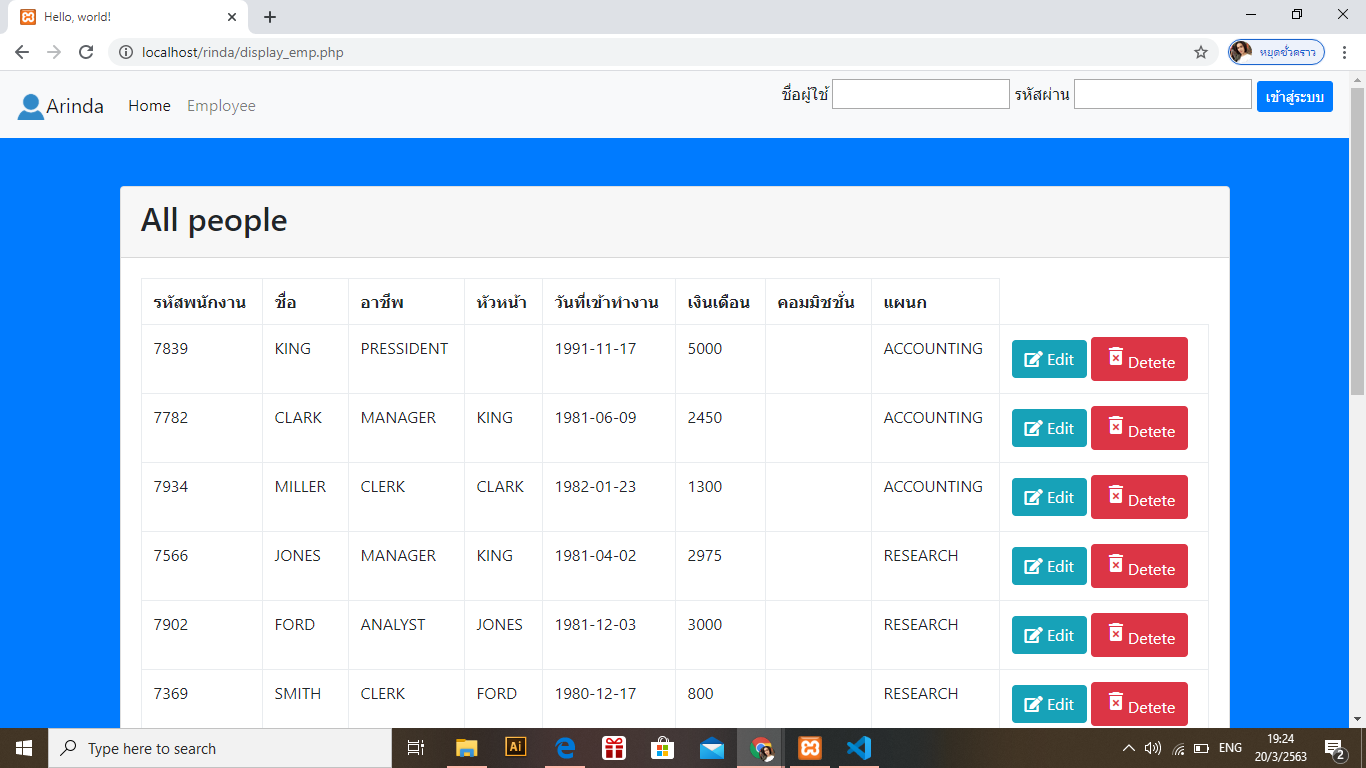 Hello, world!
localhost/rinda/display_emp.php
หยุดชั่วคราว
Arinda Home Employee ชื่อผู้ใช้ รหัสผ่าน เข้าสู่ระบบ
All people
รหัสพนักงาน ชื่อ อาชีพ หัวหน้า วันที่เข้าทำงาน เงินเดือน คอมมิชชั่น แผนก
7839 KING PRESSIDENT 1991-11-17 5000 ACCOUNTING Edit Detete
7782 CLARK MANAGER KING 1981-06-09 2450 ACCOUNTING Edit Detete
7934 MILLER CLERK CLARK 1982-01-23 1300 ACCOUNTING Edit Detete
7566 JONES MANAGER KING 1981-04-02 2975 RESEARCH Edit Detete
7902 FORD ANALYST JONES 1981-12-03 3000 RESEARCH Edit Detete
7369 SMITH CLERK FORD 1980-12-17 800 RESEARCH Edit Detete
Type here to search
Ai
ENG
19:24
20/3/2563
2